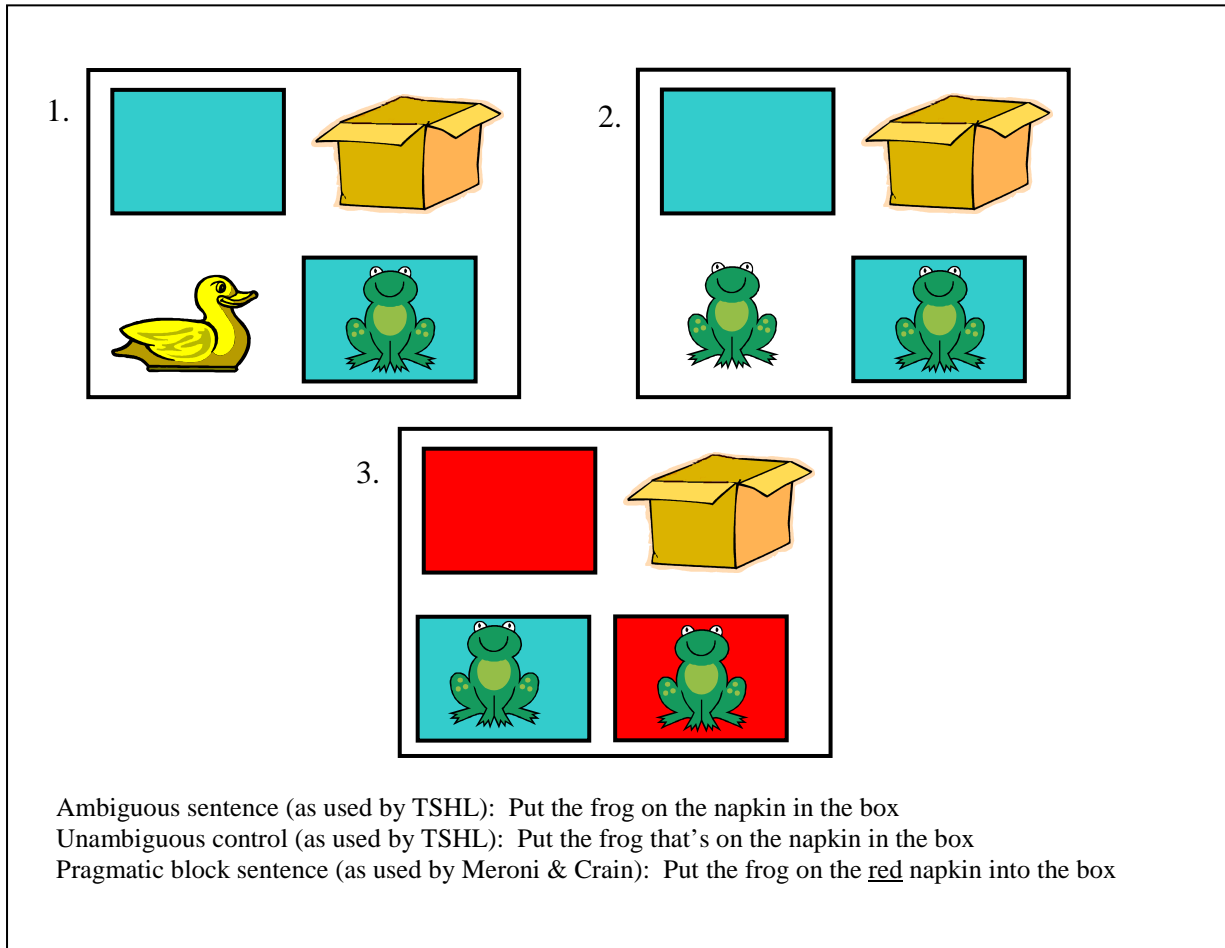 1.
2.
3.
Ambiguous sentence (as used by TSHL): Put the frog on the napkin in the box
Unambiguous control (as used by TSHL): Put the frog that's on the napkin in the box
Pragmatic block sentence (as used by Meroni & Crain): Put the frog on the red napkin into the box